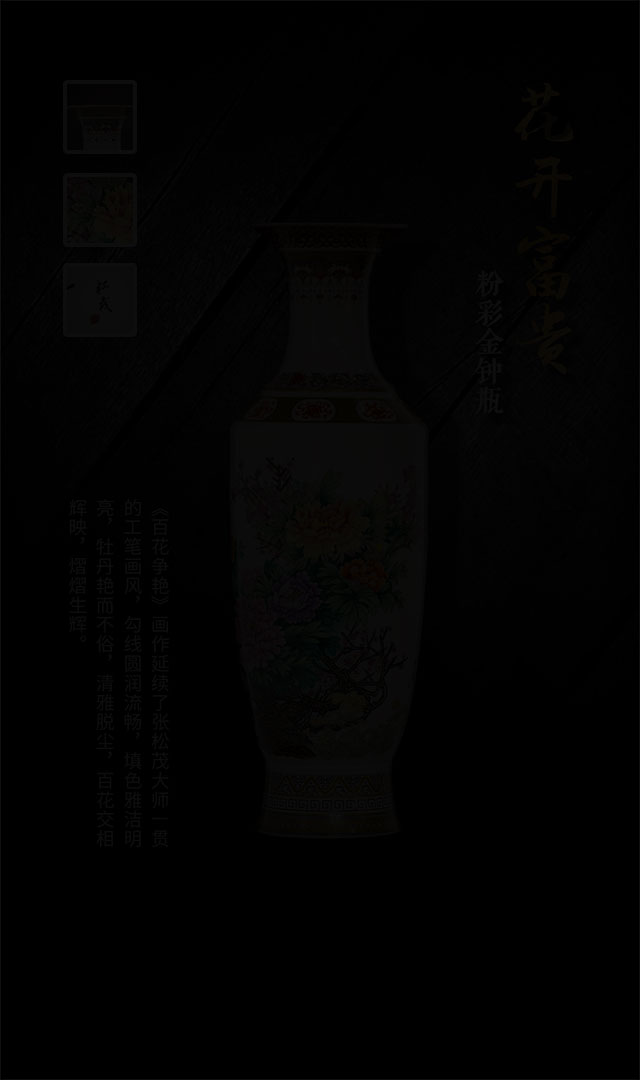 花开富贵
粉彩金钟瓶
《百花争艳》画作延续了张松茂大师一贯
的工笔画风，勾线圆润流畅，填色雅洁明
亮，牡丹艳而不俗，清雅脱尘，百花交相
辉映，熠熠生辉。